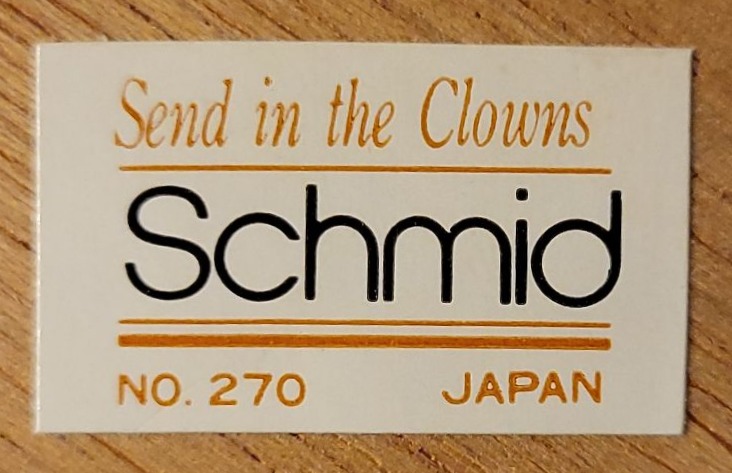 Send in the Clowns
Schmid
NO. 270 JAPAN